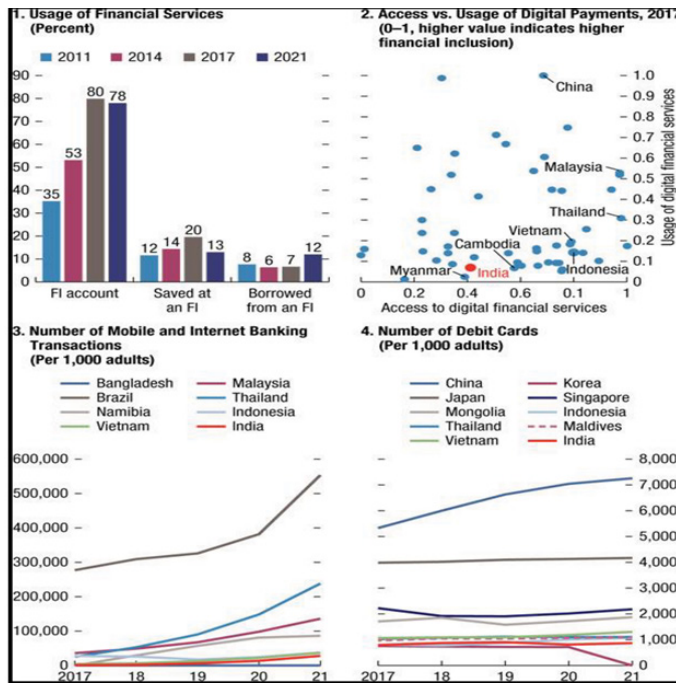 1. Usage of Financial Services
(Percent)
2011 2014 2017 2021
90
80
70
60
50
40
30
20
10
0
35 53 80 78
12 14 20 13
8 6 7 12
FI account Saved at an FI Borrowed from an FI
2. Access vs. Usage of Digital Payments, 2017
(0–1, higher value indicates higher
financial inclusion)
1.0
0.9
0.8
0.7
0.6
0.5
0.4
0.3
0.2
0.1
0
Usage of digital financial services
China
Malaysia
Thailand
Vietnam
Cambodia
Indonesia
Myanmar
India
0 0.2 0.4 0.6 0.1 1
Access to digital financial services
3. Number of Mobile and Internet Banking
Transactions
(Per 1,000 adults)
Bangladesh Malaysia
Brazil Thailand
Namibia Indonesia
Vietnam India
600,000
500,000
400,000
300,000
200,000
100,000
0
2017 18 19 20 21
4. Number of Debit Cards
(Per 1,000 adults)
China Korea
Japan Singapore
Mongolia Indonesia
Thailand Maldives
Vietnam India
8,000
7,000
6,000
5,000
4,000
3,000
2,000
1,000
0
2017 18 19 20 21